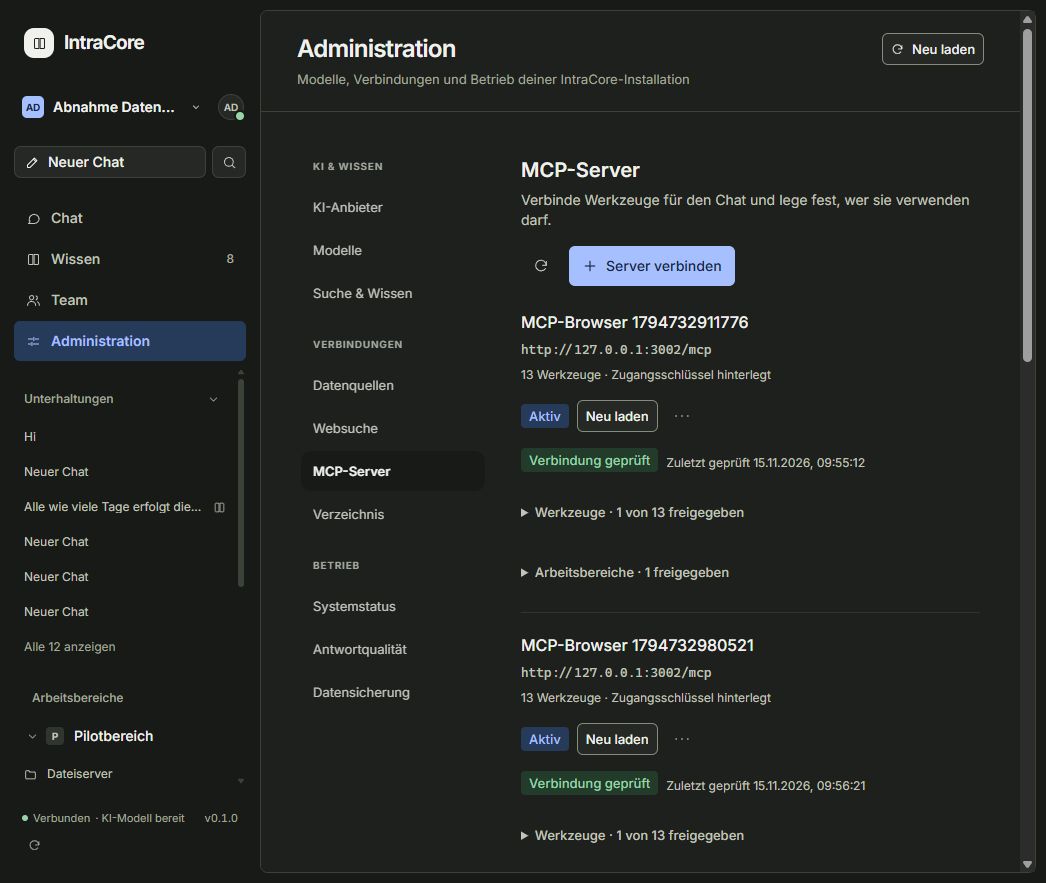 IntraCore
AD Abnahme Daten... AD
Neuer Chat
Chat
Wissen 8
Team
Administration
Unterhaltungen
Hi
Neuer Chat
Alle wie viele Tage erfolgt die...
Neuer Chat
Neuer Chat
Neuer Chat
Alle 12 anzeigen
Arbeitsbereiche
P Pilotbereich
Dateiserver
Verbunden · KI-Modell bereit v0.1.0
Administration
Modelle, Verbindungen und Betrieb deiner IntraCore-Installation
Neu laden
KI & WISSEN
KI-Anbieter
Modelle
Suche & Wissen
VERBINDUNGEN
Datenquellen
Websuche
MCP-Server
Verzeichnis
BETRIEB
Systemstatus
Antwortqualität
Datensicherung
MCP-Server
Verbinde Werkzeuge für den Chat und lege fest, wer sie verwenden
darf.
+ Server verbinden
MCP-Browser 1794732911776
http://127.0.0.1:3002/mcp
13 Werkzeuge · Zugangsschlüssel hinterlegt
Aktiv Neu laden ···
Verbindung geprüft Zuletzt geprüft 15.11.2026, 09:55:12
Werkzeuge · 1 von 13 freigegeben
Arbeitsbereiche · 1 freigegeben
MCP-Browser 1794732980521
http://127.0.0.1:3002/mcp
13 Werkzeuge · Zugangsschlüssel hinterlegt
Aktiv Neu laden ···
Verbindung geprüft Zuletzt geprüft 15.11.2026, 09:56:21
Werkzeuge · 1 von 13 freigegeben